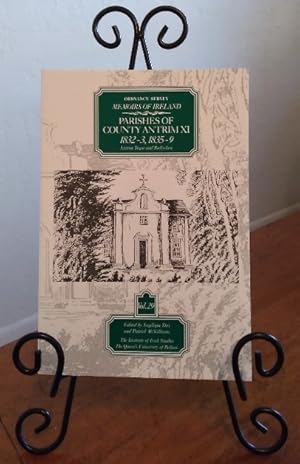 ORDNANCE SURVEY
MEMOIRS OF IRELAND
PARISHES OF
COUNTY ANTRIM XI
1832-3, 1835-9
Antrim Town and Ballyclare
Vol. 29
Edited by Angélique Day
and Patrick McWilliams
The Institute of Irish Studies
The Queen's University of Belfast